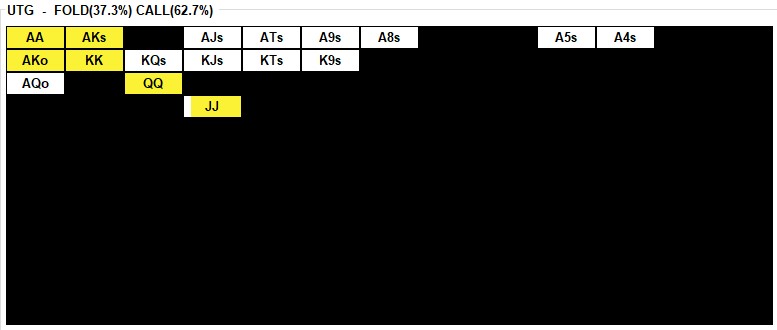 UTG - FOLD(37.3%) CALL(62.7%)
AA AKs AJs ATs A9s A8s A5s A4s
AKo KK KQs KJs KTs K9s
AQo QQ
JJ